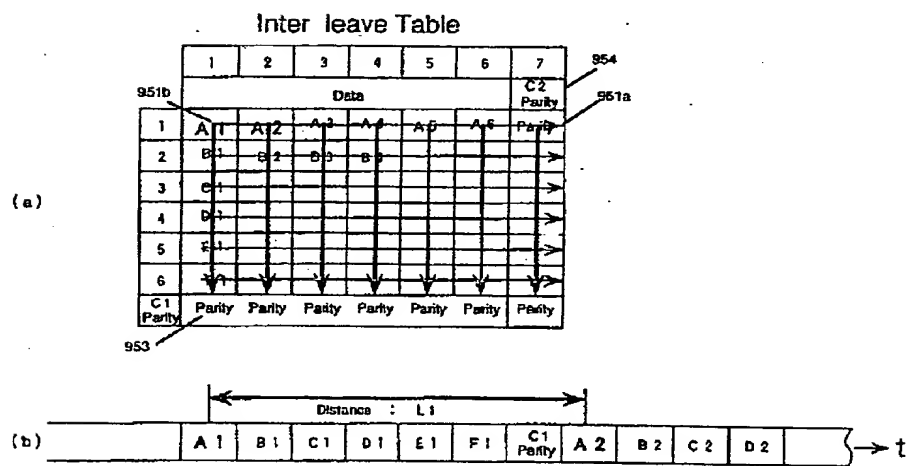 Inter leave Table
1 2 3 4 5 6 7
954
951b
Data
C2 Parity
951a
1 A 1 A 2 A 3 A 4 A 5 A 6
2 B 1 B 2 B 3
3 C 1
4 D 1
5 E 1
(a)
6
C1 Parity Parity Parity Parity Parity Parity Parity Parity
953
Distance : L1
(b) A 1 B 1 C 1 D 1 E 1 F 1 C1 Parity A 2 B 2 C 2 D 2 t